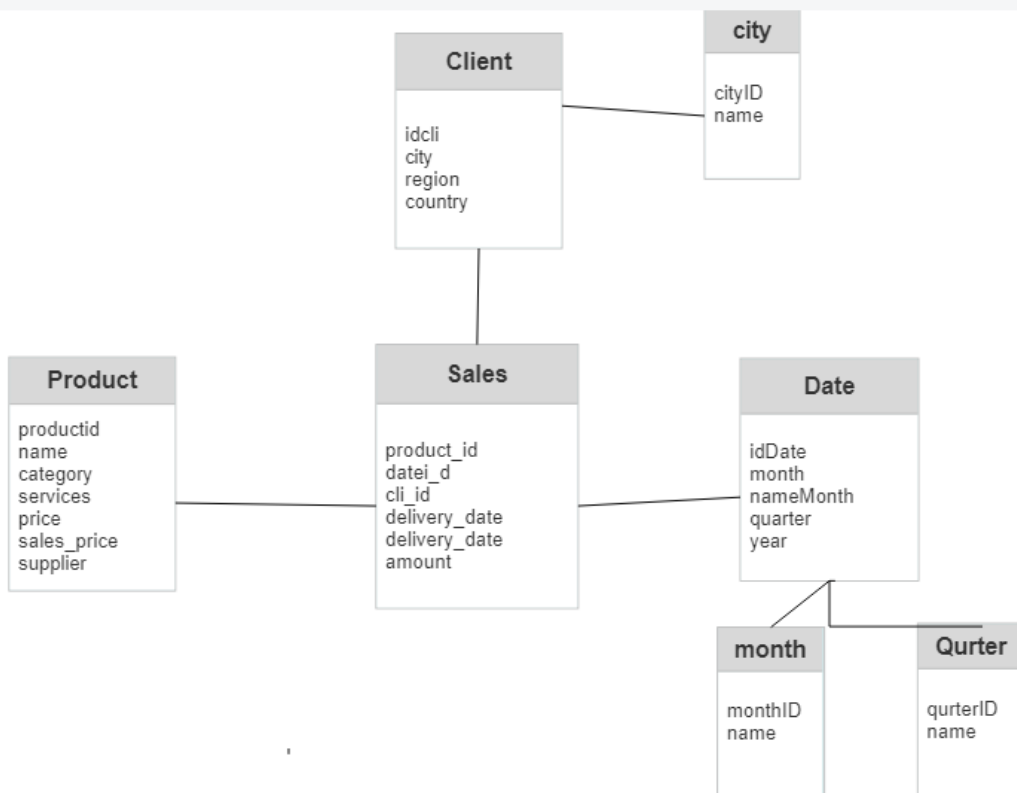 city
cityID
name
Client
idcli
city
region
country
Product
productid
name
category
services
price
sales_price
supplier
Sales
product_id
datei_d
cli_id
delivery_date
delivery_date
amount
Date
idDate
month
nameMonth
quarter
year
month
monthID
name
Qurter
qurterID
name